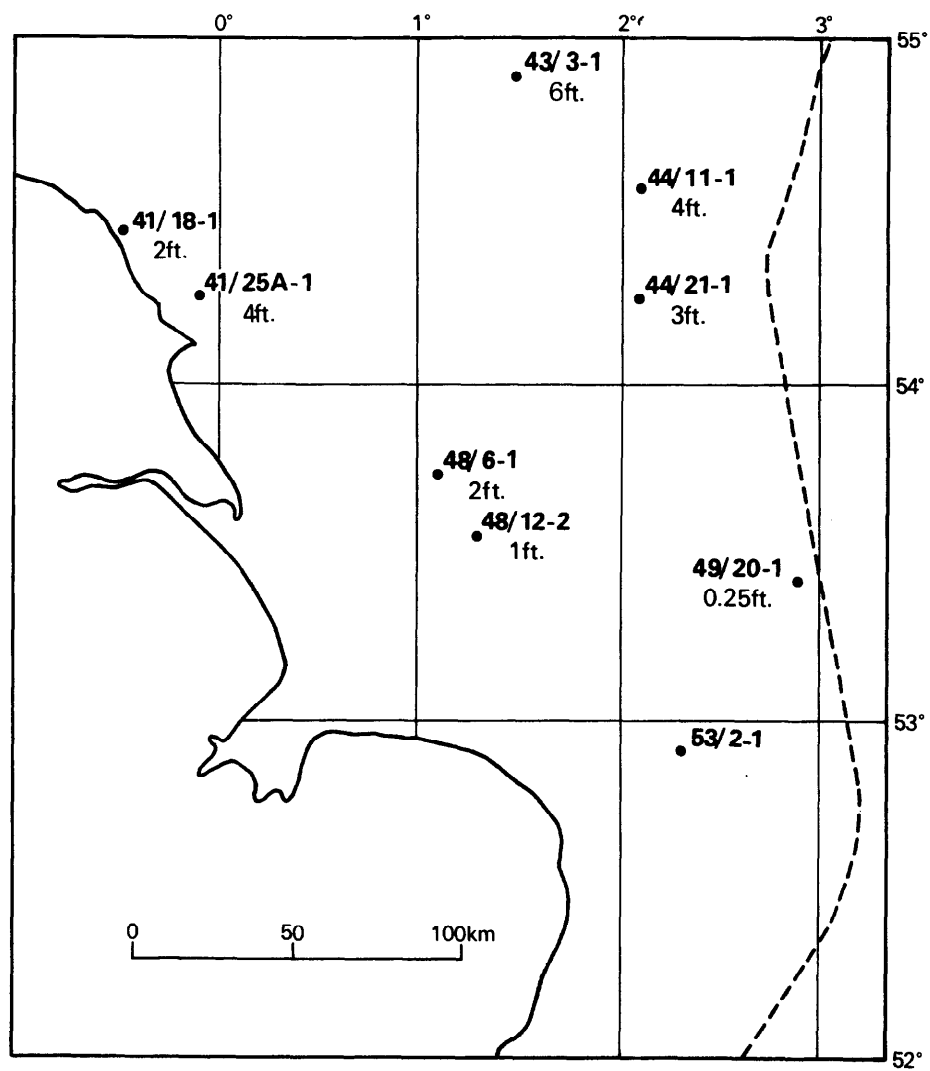 0° 1° 2° 3°
55°
43/3-1
6ft.
44/11-1
4ft.
41/18-1
2ft.
41/25A-1
4ft.
44/21-1
3ft.
54°
48/6-1
2ft.
48/12-2
1ft.
49/20-1
0.25ft.
53°
53/2-1
0 50 100km
52°